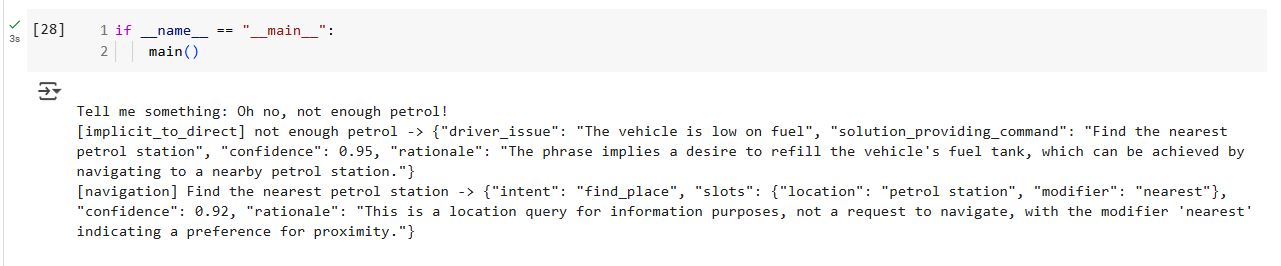 [28] 1 if __name__ == "__main__":
3s 2 main()
Tell me something: Oh no, not enough petrol!
[implicit_to_direct] not enough petrol -> {"driver_issue": "The vehicle is low on fuel", "solution_providing_command": "Find the nearest
petrol station", "confidence": 0.95, "rationale": "The phrase implies a desire to refill the vehicle's fuel tank, which can be achieved by
navigating to a nearby petrol station."}
[navigation] Find the nearest petrol station -> {"intent": "find_place", "slots": {"location": "petrol station", "modifier": "nearest"},
"confidence": 0.92, "rationale": "This is a location query for information purposes, not a request to navigate, with the modifier 'nearest'
indicating a preference for proximity."}